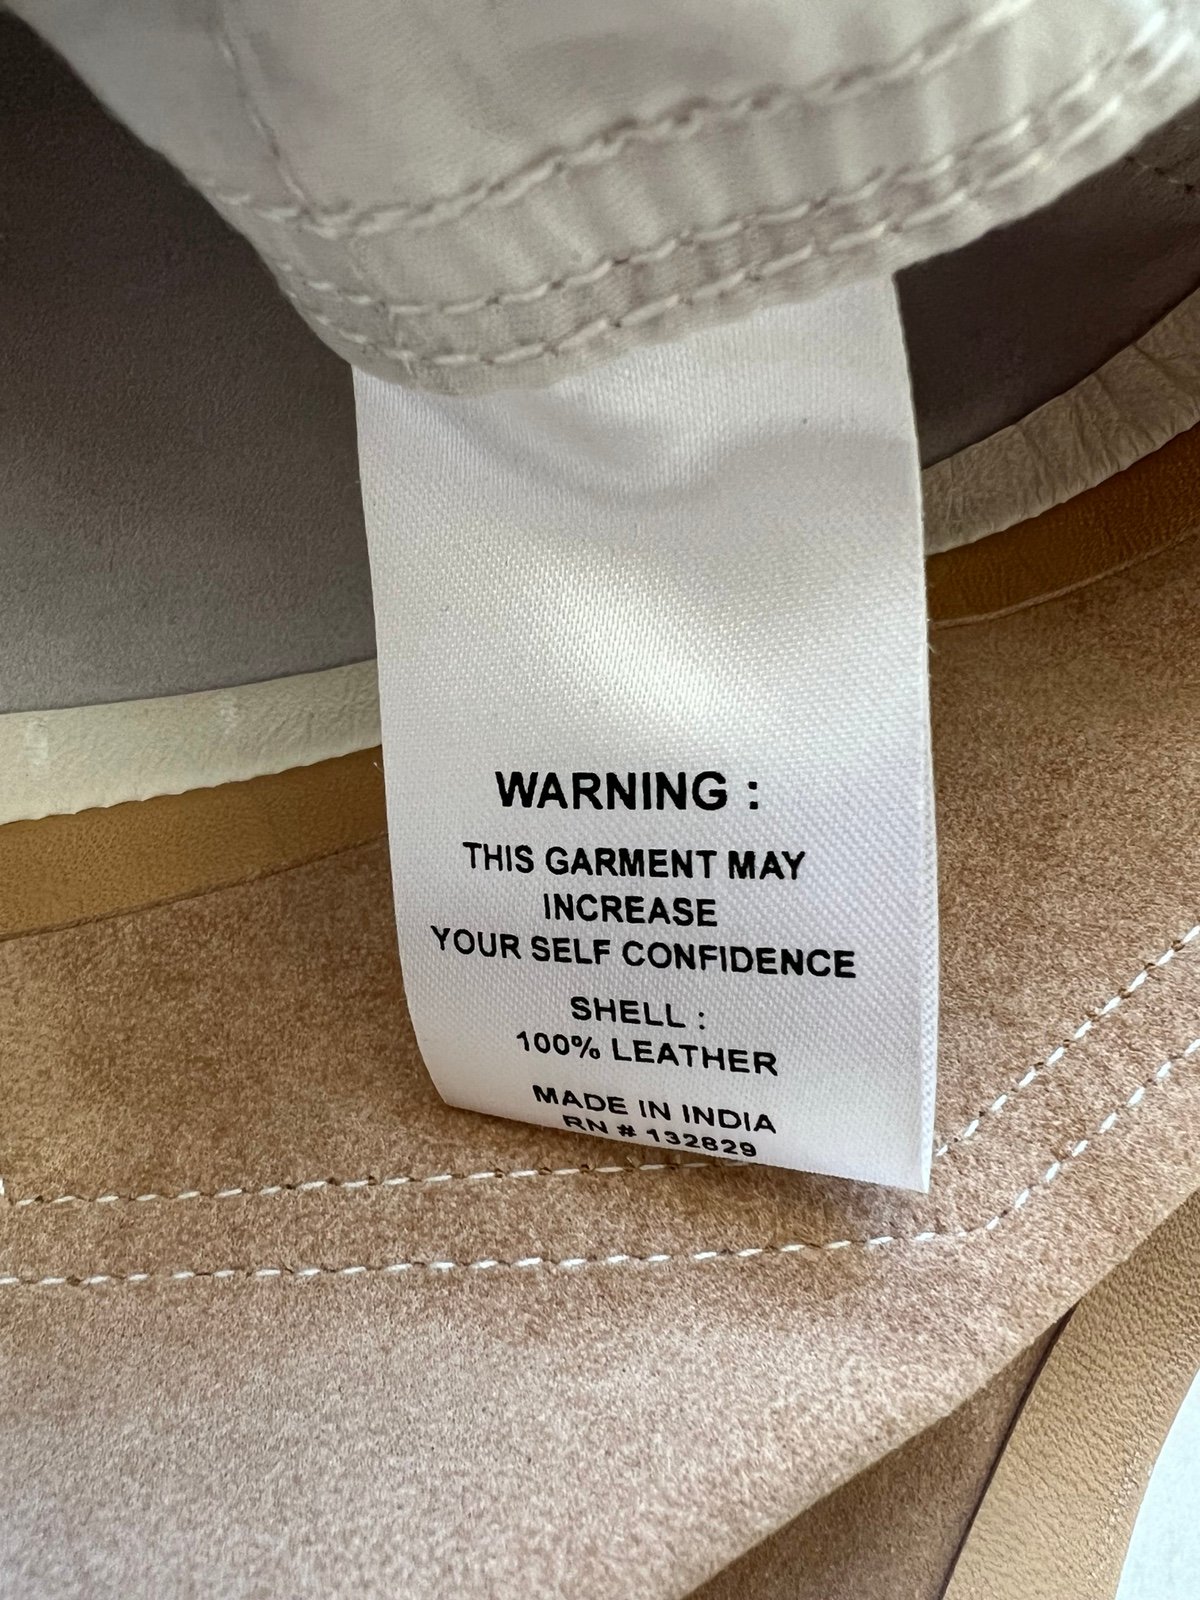 WARNING :
THIS GARMENT MAY
INCREASE
YOUR SELF CONFIDENCE
SHELL :
100% LEATHER
MADE IN INDIA
RN # 132829